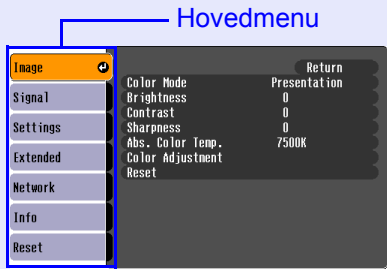 Hovedmenu
Image
Signal
Settings
Extended
Network
Info
Reset
Return
Color Mode Presentation
Brightness 0
Contrast 0
Sharpness 0
Abs. Color Temp. 7500K
Color Adjustment
Reset